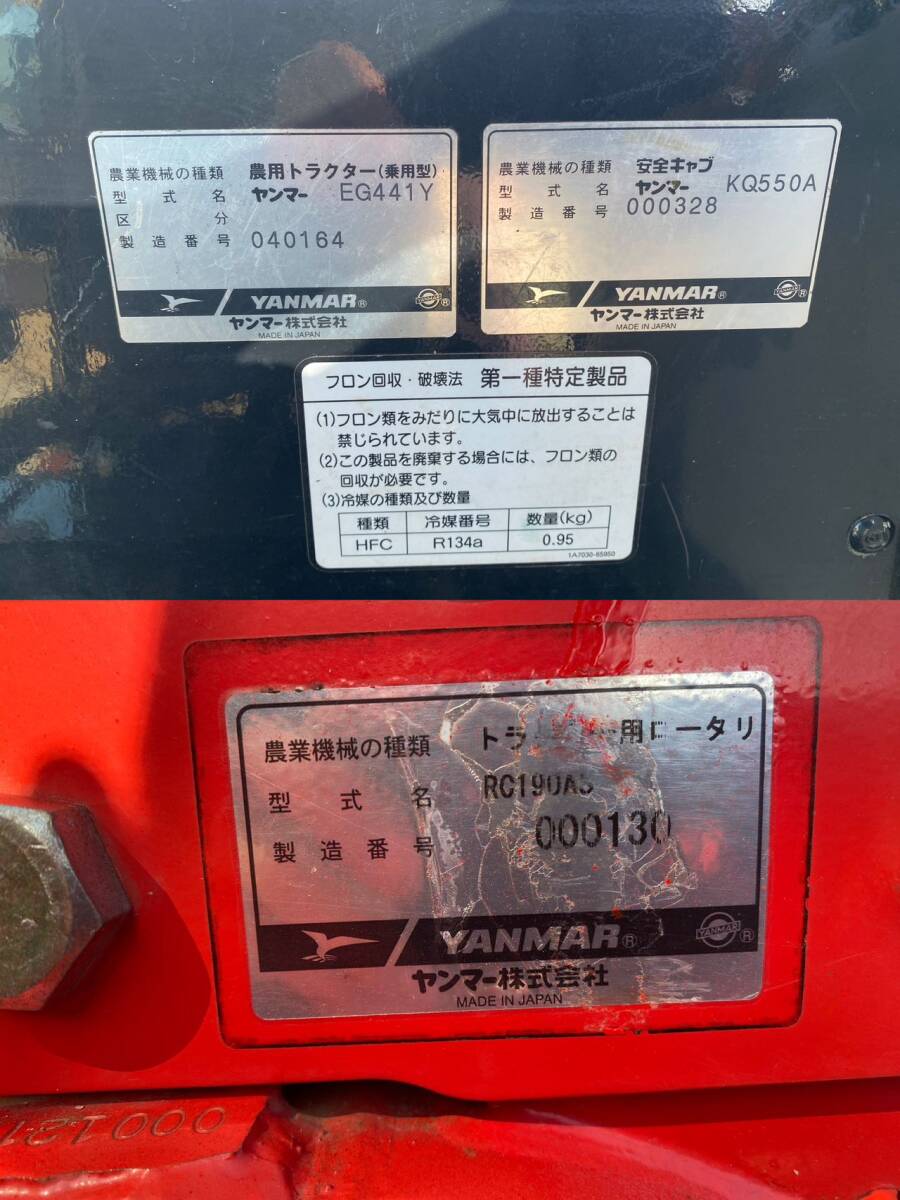 農業機械の種類 農用トラクター(乗用型)
型式名 ヤンマー EG441Y
区分
製造番号 040164
YANMAR®
ヤンマー株式会社
MADE IN JAPAN
農業機械の種類 安全キャブ
型式名 ヤンマー KQ550A
製造番号 000328
YANMAR®
ヤンマー株式会社
MADE IN JAPAN
フロン回収・破壊法 第一種特定製品
(1)フロン類をみだりに大気中に放出することは
禁じられています。
(2)この製品を廃棄する場合には、フロン類の
回収が必要です。
(3)冷媒の種類及び数量
種類 冷媒番号 数量(kg)
HFC R134a 0.95
1A7030-65950
農業機械の種類 トラ 用ロータリ
型式名
製造番号 000130
YANMAR® YANMAR ®
ヤンマー株式会社
MADE IN JAPAN